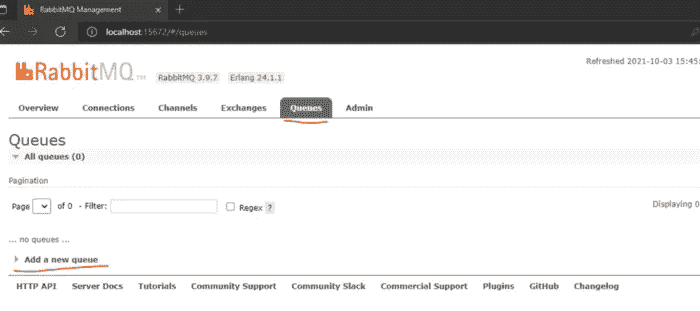 RabbitMQ Management
localhost:15672/#/queues
Refreshed 2021-10-03 15:45:
RabbitMQ TM RabbitMQ 3.9.7 Erlang 24.1.1
Overview Connections Channels Exchanges Queues Admin
Queues
All queues (0)
Pagination
Page of 0 - Filter: Regex ?
Displaying 0
... no queues ...
Add a new queue
HTTP API Server Docs Tutorials Community Support Community Slack Commercial Support Plugins GitHub Changelog